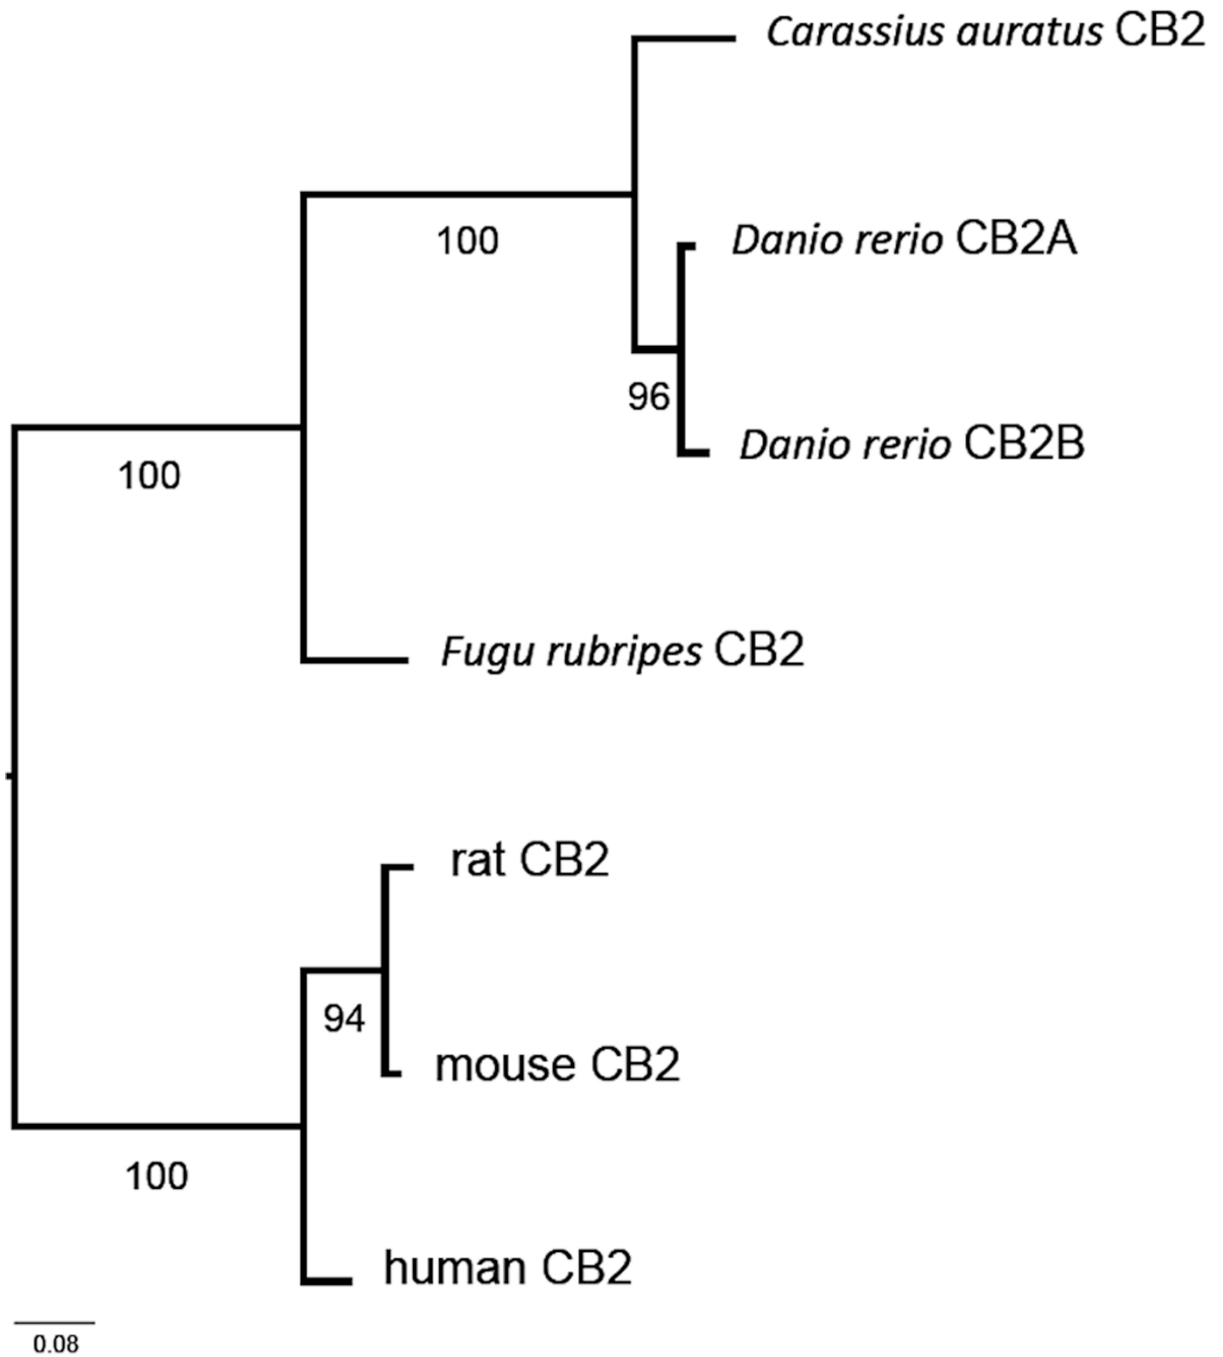 Carassius auratus CB2
100
Danio rerio CB2A
96
Danio rerio CB2B
100
Fugu rubripes CB2
rat CB2
94
mouse CB2
100
human CB2
0.08